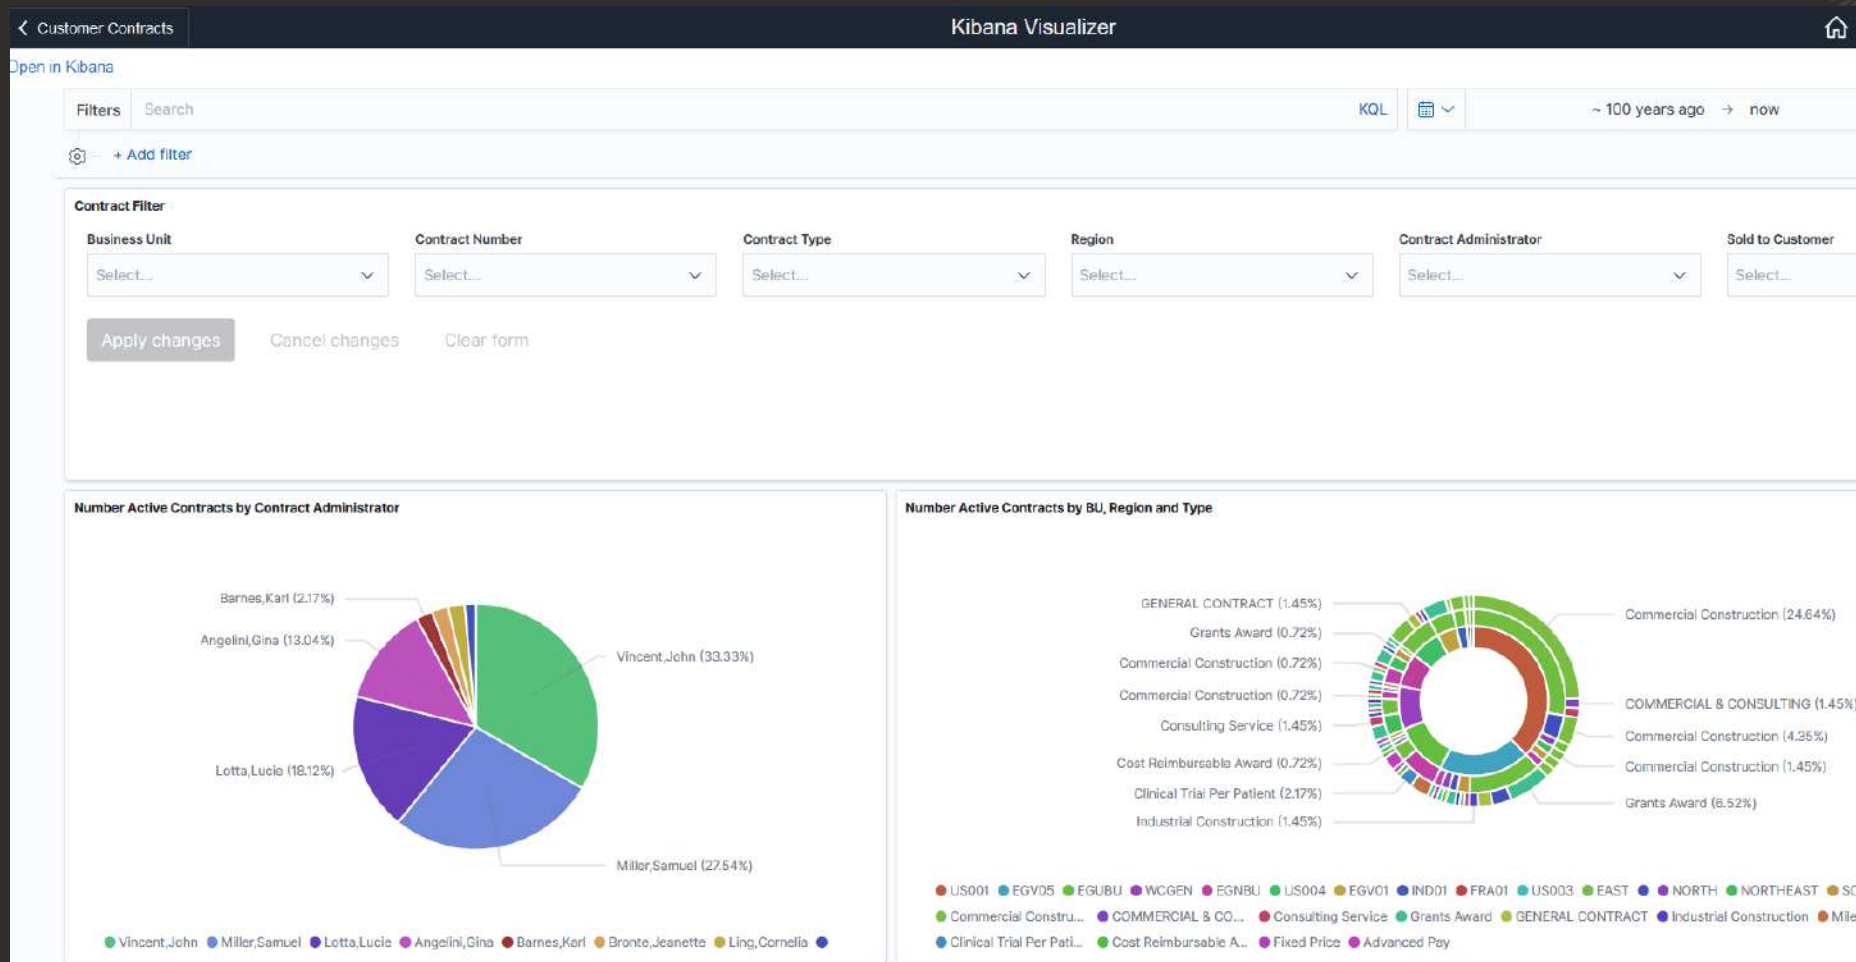 Customer Contracts
Kibana Visualizer
Open in Kibana
Filters
Search
KQL
~ 100 years ago → now
+ Add filter
Contract Filter
Business Unit
Contract Number
Contract Type
Region
Contract Administrator
Sold to Customer
Select...
Select...
Select...
Select...
Select...
Select...
Apply changes
Cancel changes
Clear form
Number Active Contracts by Contract Administrator
Barnes,Karl (2.17%)
Angelini,Gina (13.04%)
Vincent,John (33.33%)
Lotta,Lucie (18.12%)
Miller,Samuel (27.54%)
Vincent,John Miller,Samuel Lotta,Lucie Angelini,Gina Barnes,Karl Bronte,Jeanette Ling,Cornelia
Number Active Contracts by BU, Region and Type
GENERAL CONTRACT (1.45%)
Grants Award (0.72%)
Commercial Construction (0.72%)
Commercial Construction (0.72%)
Consulting Service (1.45%)
Cost Reimbursable Award (0.72%)
Clinical Trial Per Patient (2.17%)
Industrial Construction (1.45%)
Commercial Construction (24.64%)
COMMERCIAL & CONSULTING (1.45%)
Commercial Construction (4.35%)
Commercial Construction (1.45%)
Grants Award (6.52%)
US001 EGV05 EGUBU WCGEN EGNBU US004 EGV01 IND01 FRA01 US003 EAST NORTH NORTHEAST
Commercial Constru... COMMERCIAL & CO... Consulting Service Grants Award GENERAL CONTRACT Industrial Construction
Clinical Trial Per Pati... Cost Reimbursable A... Fixed Price Advanced Pay